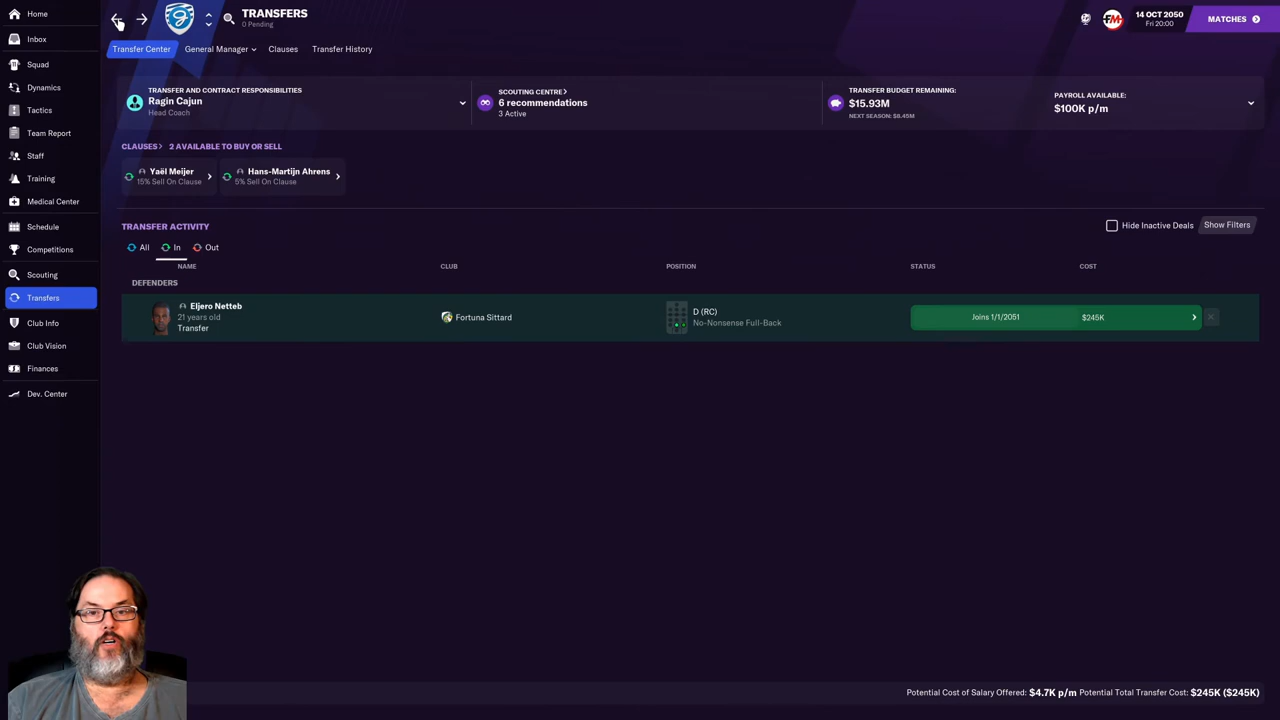 Home
Inbox
Squad
Dynamics
Tactics
Team Report
Staff
Training
Medical Center
Schedule
Competitions
Scouting
Transfers
Club Info
Club Vision
Finances
Dev. Center
TRANSFERS
0 Pending
FM
14 OCT 2050
Fri 20:00
MATCHES
Transfer Center
General Manager
Clauses
Transfer History
TRANSFER AND CONTRACT RESPONSIBILITIES
Ragin Cajun
Head Coach
SCOUTING CENTRE
6 recommendations
3 Active
TRANSFER BUDGET REMAINING:
$15.93M
NEXT SEASON: $8.45M
PAYROLL AVAILABLE:
$100K p/m
CLAUSES 2 AVAILABLE TO BUY OR SELL
Yaël Meijer
15% Sell On Clause
Hans-Martijn Ahrens
5% Sell On Clause
TRANSFER ACTIVITY
Hide Inactive Deals
Show Filters
All
In
Out
NAME CLUB POSITION STATUS COST
DEFENDERS
Eljero Netteb
21 years old
Transfer
Fortuna Sittard
D (RC)
No-Nonsense Full-Back
Joins 1/1/2051
$245K
Potential Cost of Salary Offered: $4.7K p/m Potential Total Transfer Cost: $245K ($245K)